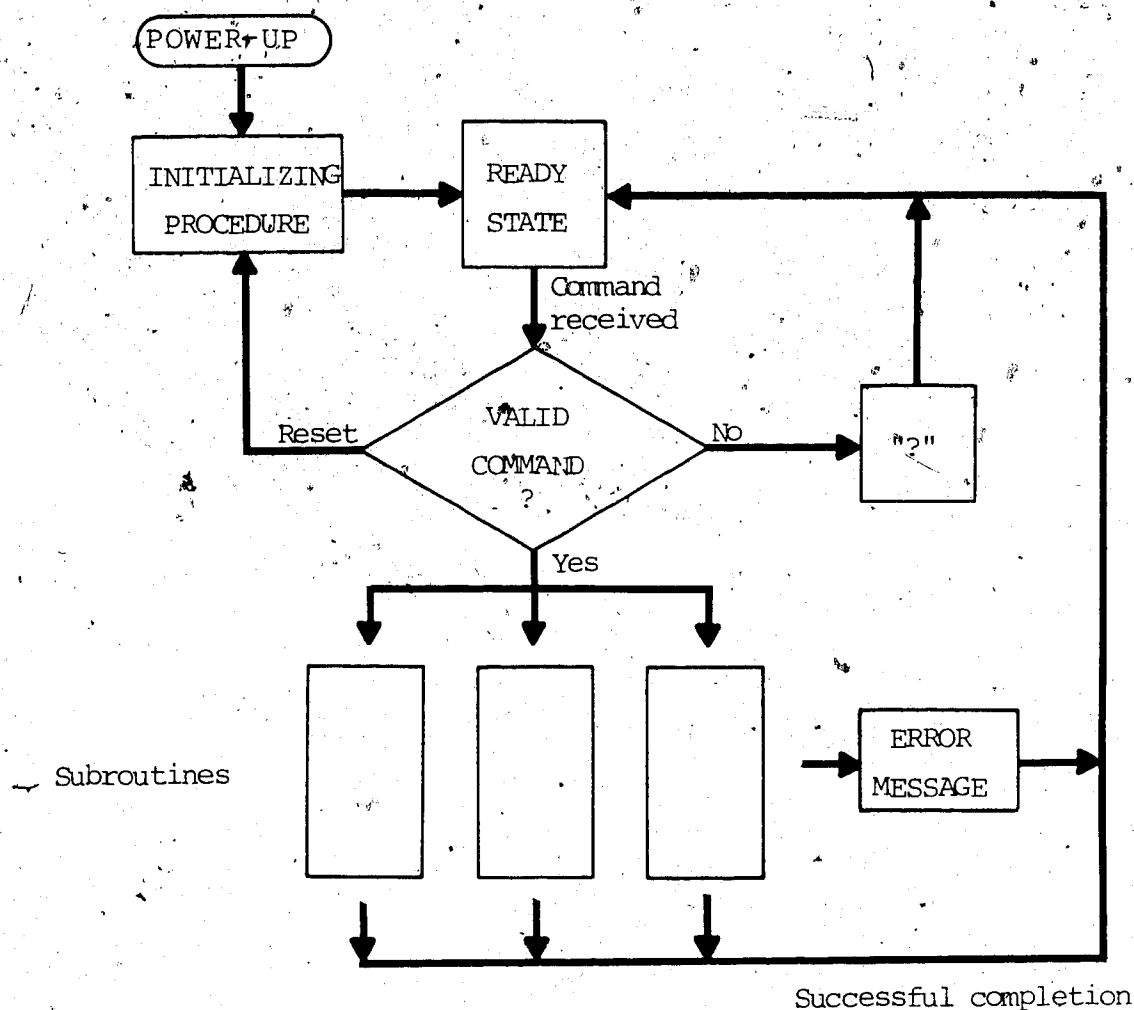 POWER-UP
INITIALIZING
PROCEDURE
READY
STATE
Command
received
VALID
COMMAND
?
Reset
No
"?"
Yes
Subroutines
ERROR
MESSAGE
Successful completion